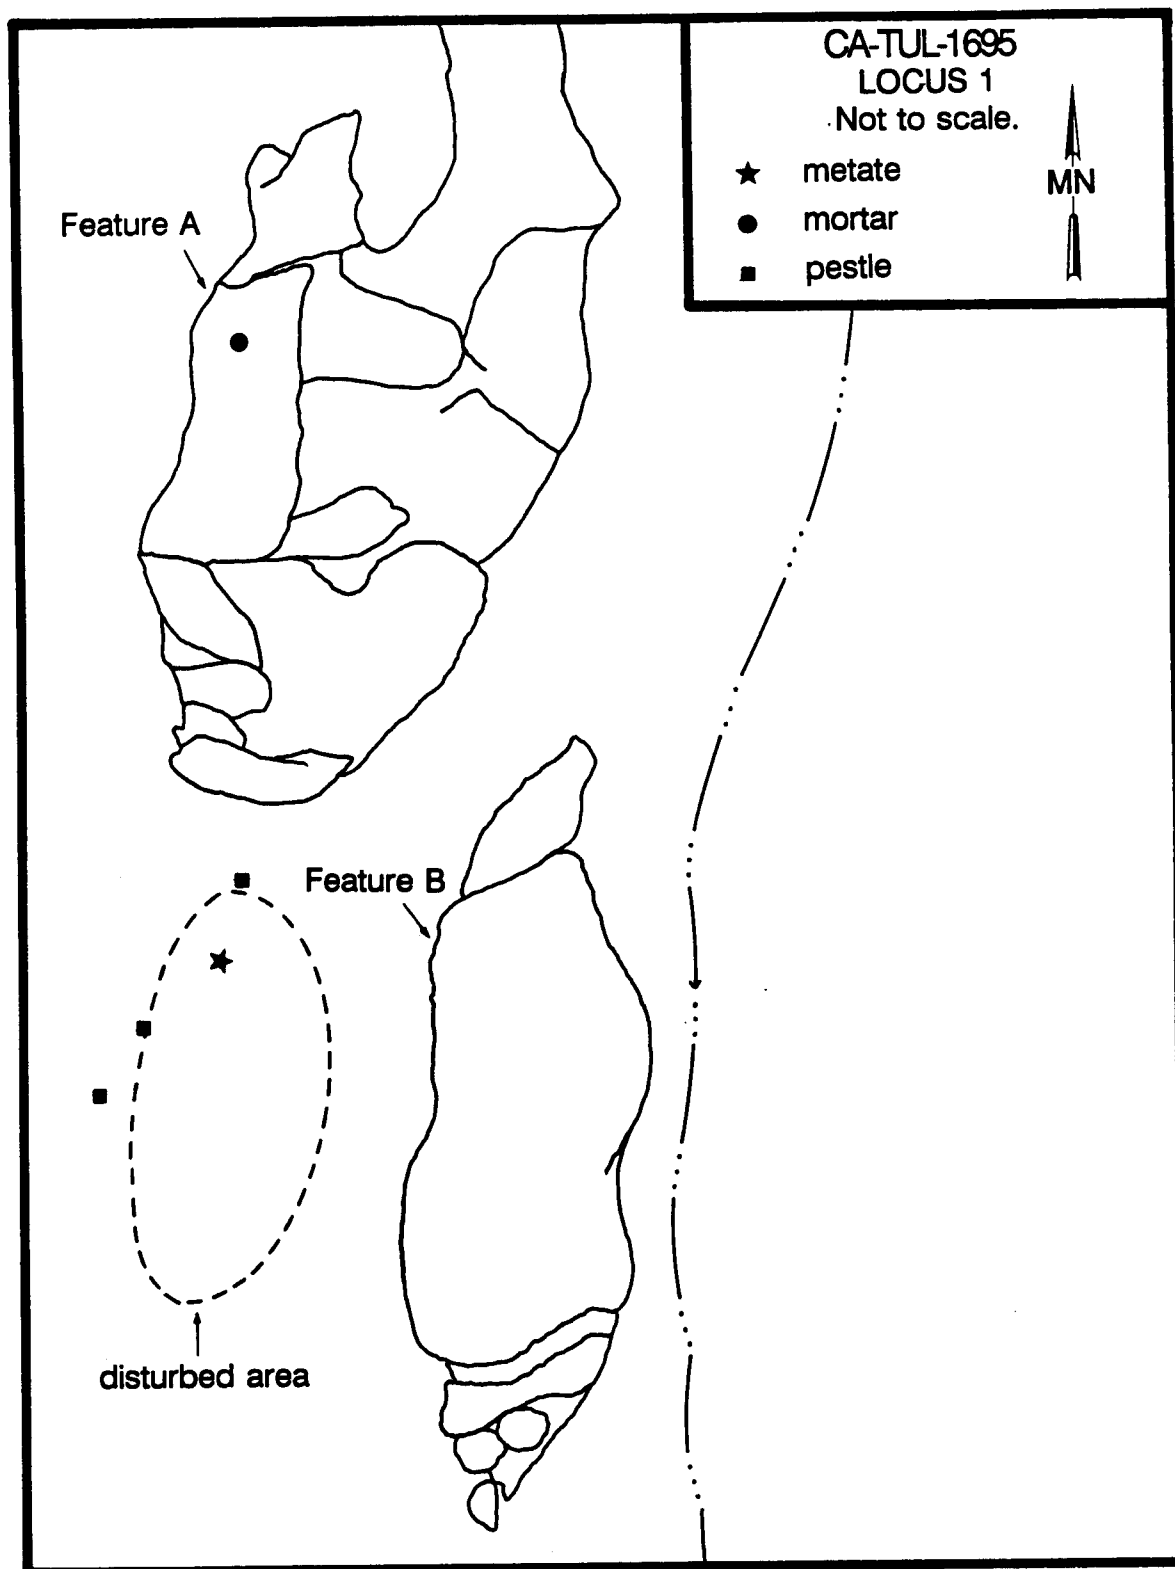 CA-TUL-1695
LOCUS 1
Not to scale.
metate
mortar
pestle
MN
Feature A
Feature B
disturbed area